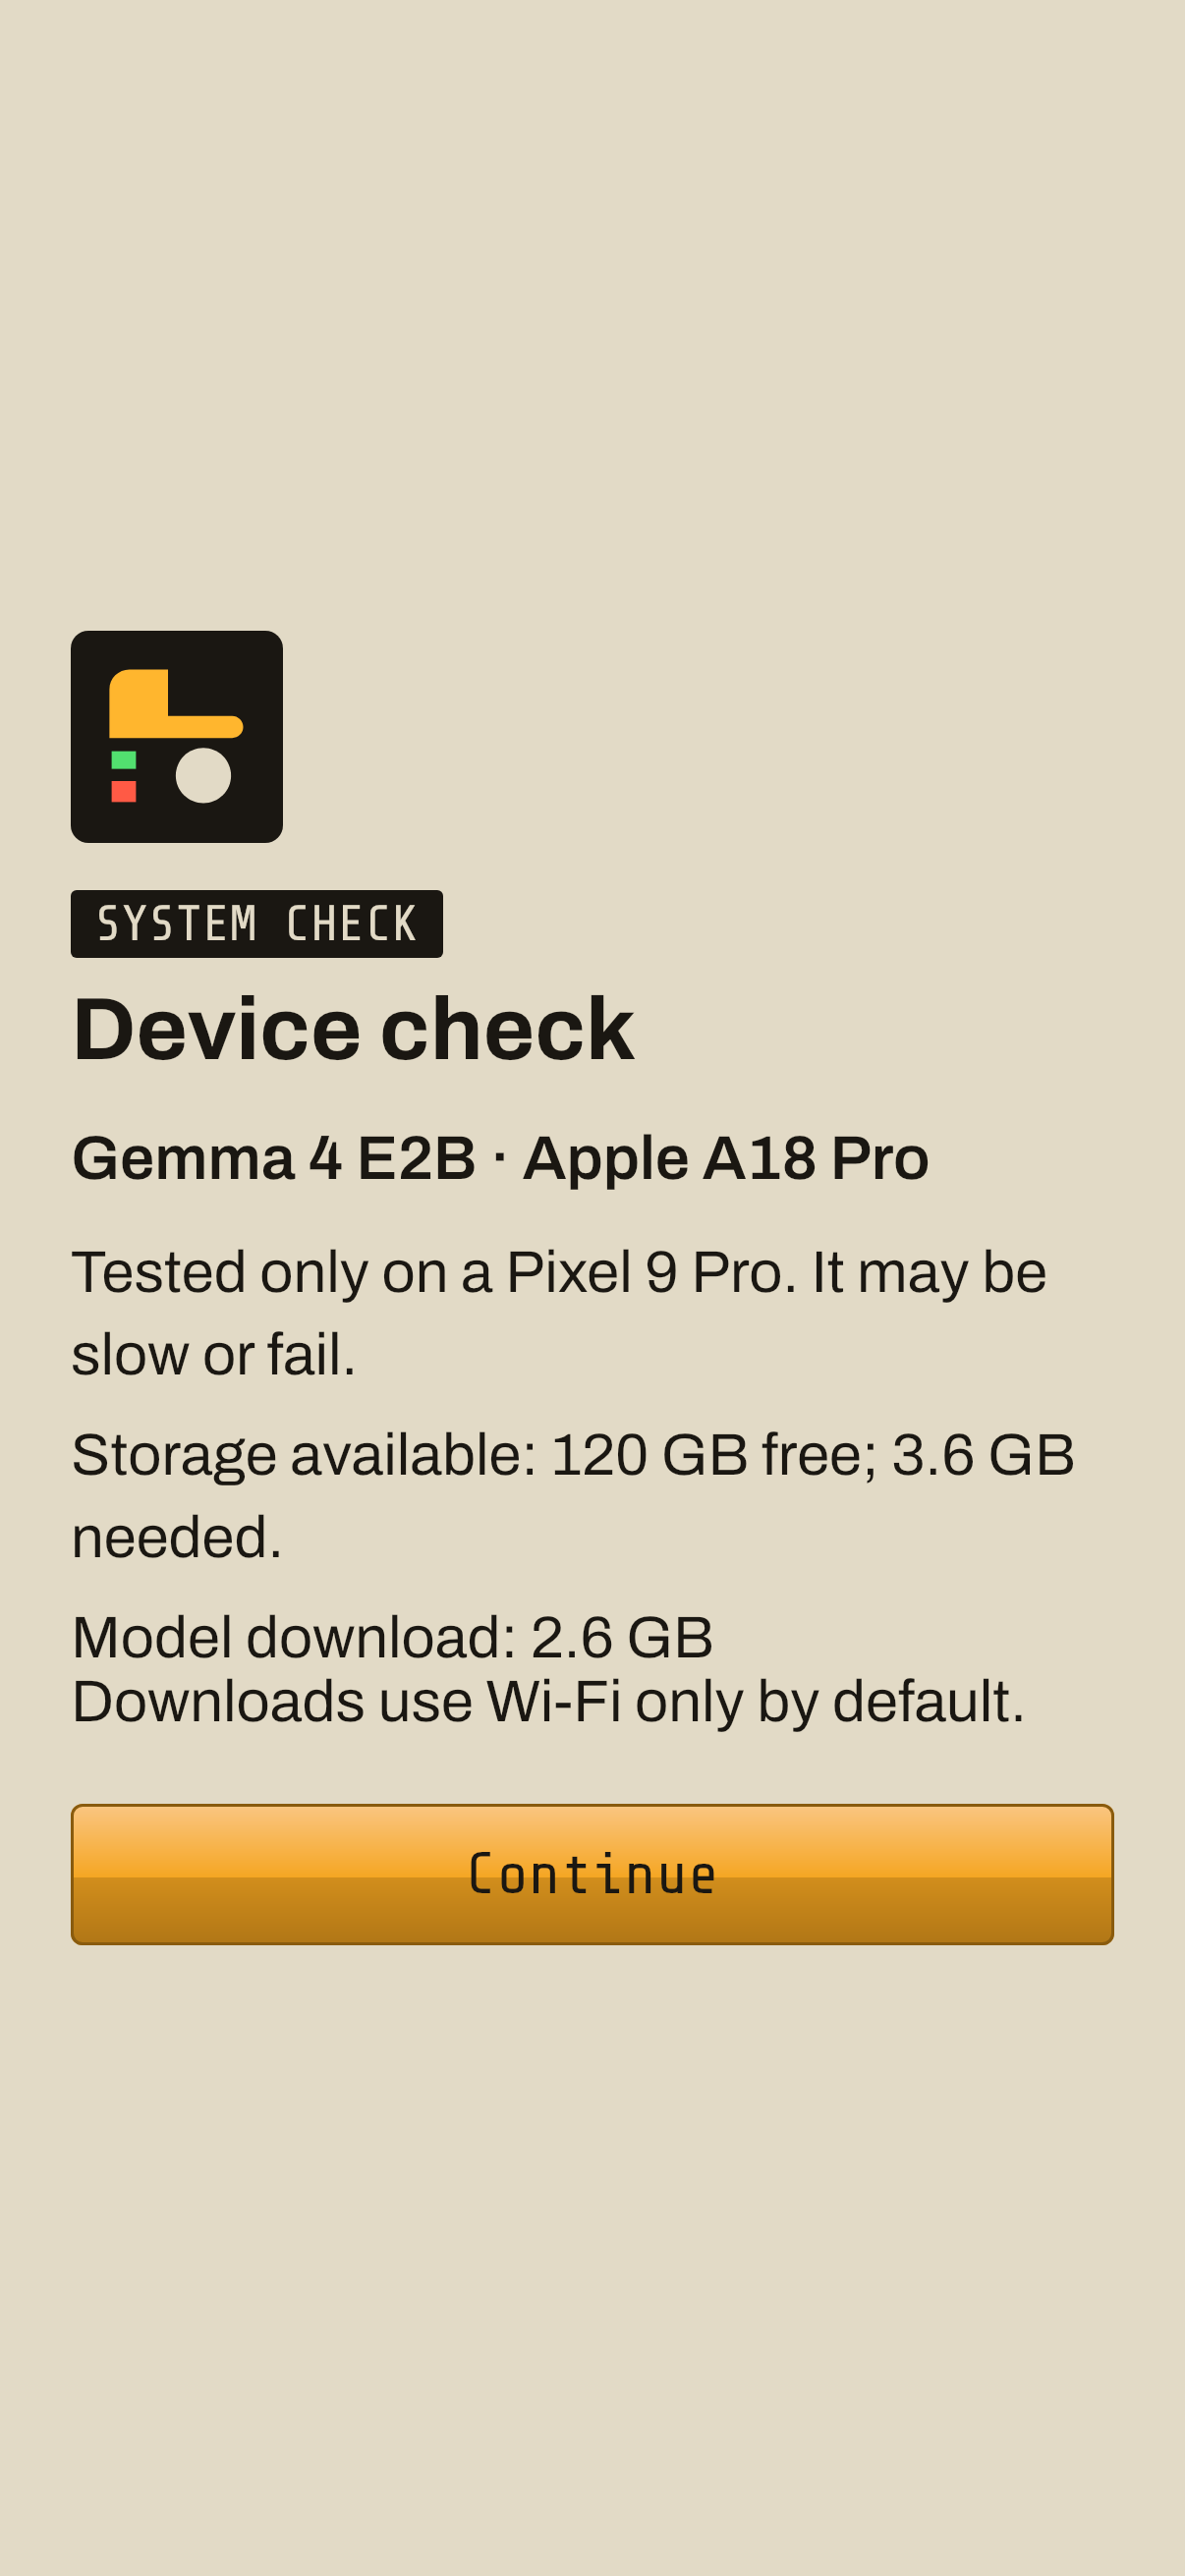 SYSTEM CHECK
Device check
Gemma 4 E2B · Apple A18 Pro
Tested only on a Pixel 9 Pro. It may be
slow or fail.
Storage available: 120 GB free; 3.6 GB
needed.
Model download: 2.6 GB
Downloads use Wi-Fi only by default.
Continue